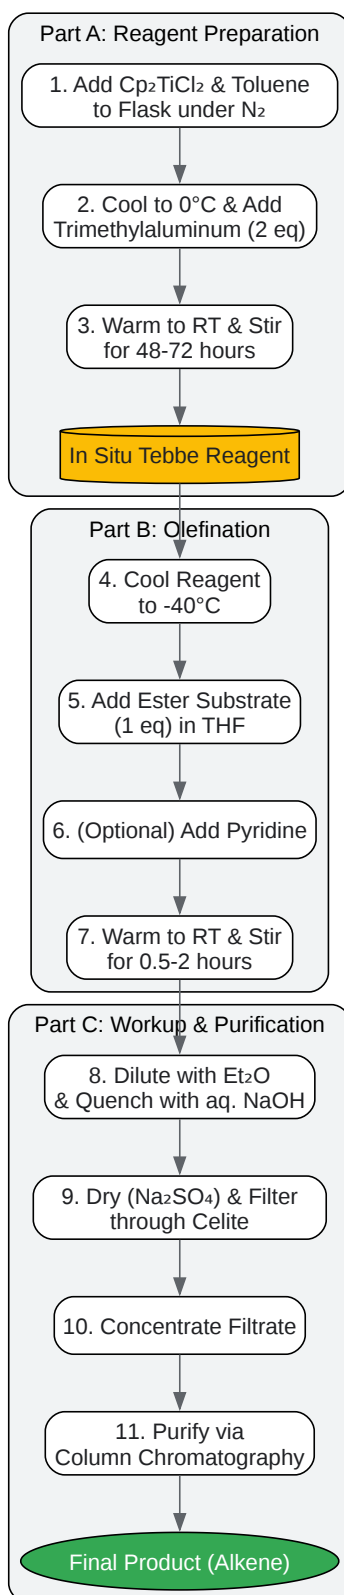 Part A: Reagent Preparation
1. Add Cp₂TiCl₂ & Toluene
to Flask under N₂
2. Cool to 0°C & Add
Trimethylaluminum (2 eq)
3. Warm to RT & Stir
for 48-72 hours
In Situ Tebbe Reagent
Part B: Olefination
4. Cool Reagent
to -40°C
5. Add Ester Substrate
(1 eq) in THF
6. (Optional) Add Pyridine
7. Warm to RT & Stir
for 0.5-2 hours
Part C: Workup & Purification
8. Dilute with Et₂O
& Quench with aq. NaOH
9. Dry (Na₂SO₄) & Filter
through Celite
10. Concentrate Filtrate
11. Purify via
Column Chromatography
Final Product (Alkene)